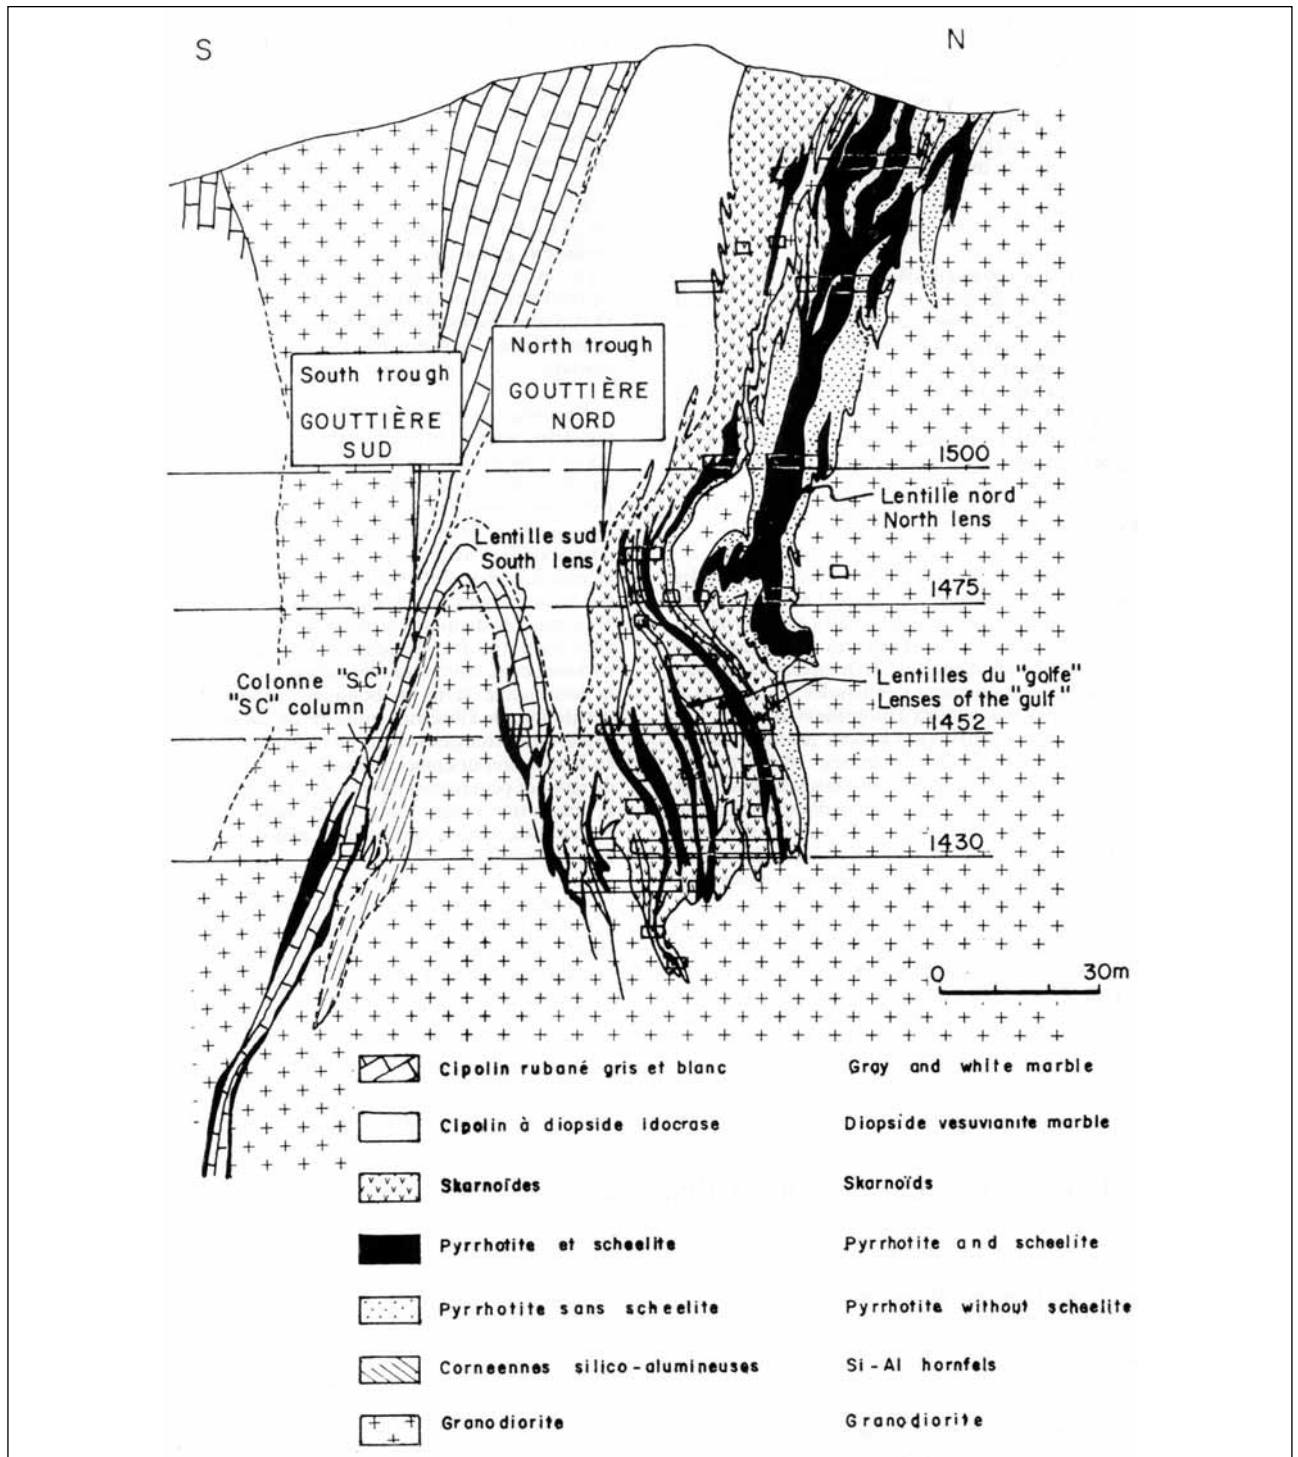 S
N
South trough
GOUTTIÈRE
SUD
North trough
GOUTTIÈRE
NORD
1500
Lentille nord
North lens
Lentille sud
South lens
1475
Colonne "SC"
"SC" column
Lentilles du "golfe"
Lenses of the "gulf"
1452
1430
0 30m
Cipolin rubané gris et blanc Gray and white marble
Cipolin à diopside idocrase Diopside vesuvianite marble
Skarnoïdes Skarnoïds
Pyrrhotite et scheelite Pyrrhotite and scheelite
Pyrrhotite sans scheelite Pyrrhotite without scheelite
Corneennes silico-alumineuses Si-Al hornfels
Granodiorite Granodiorite